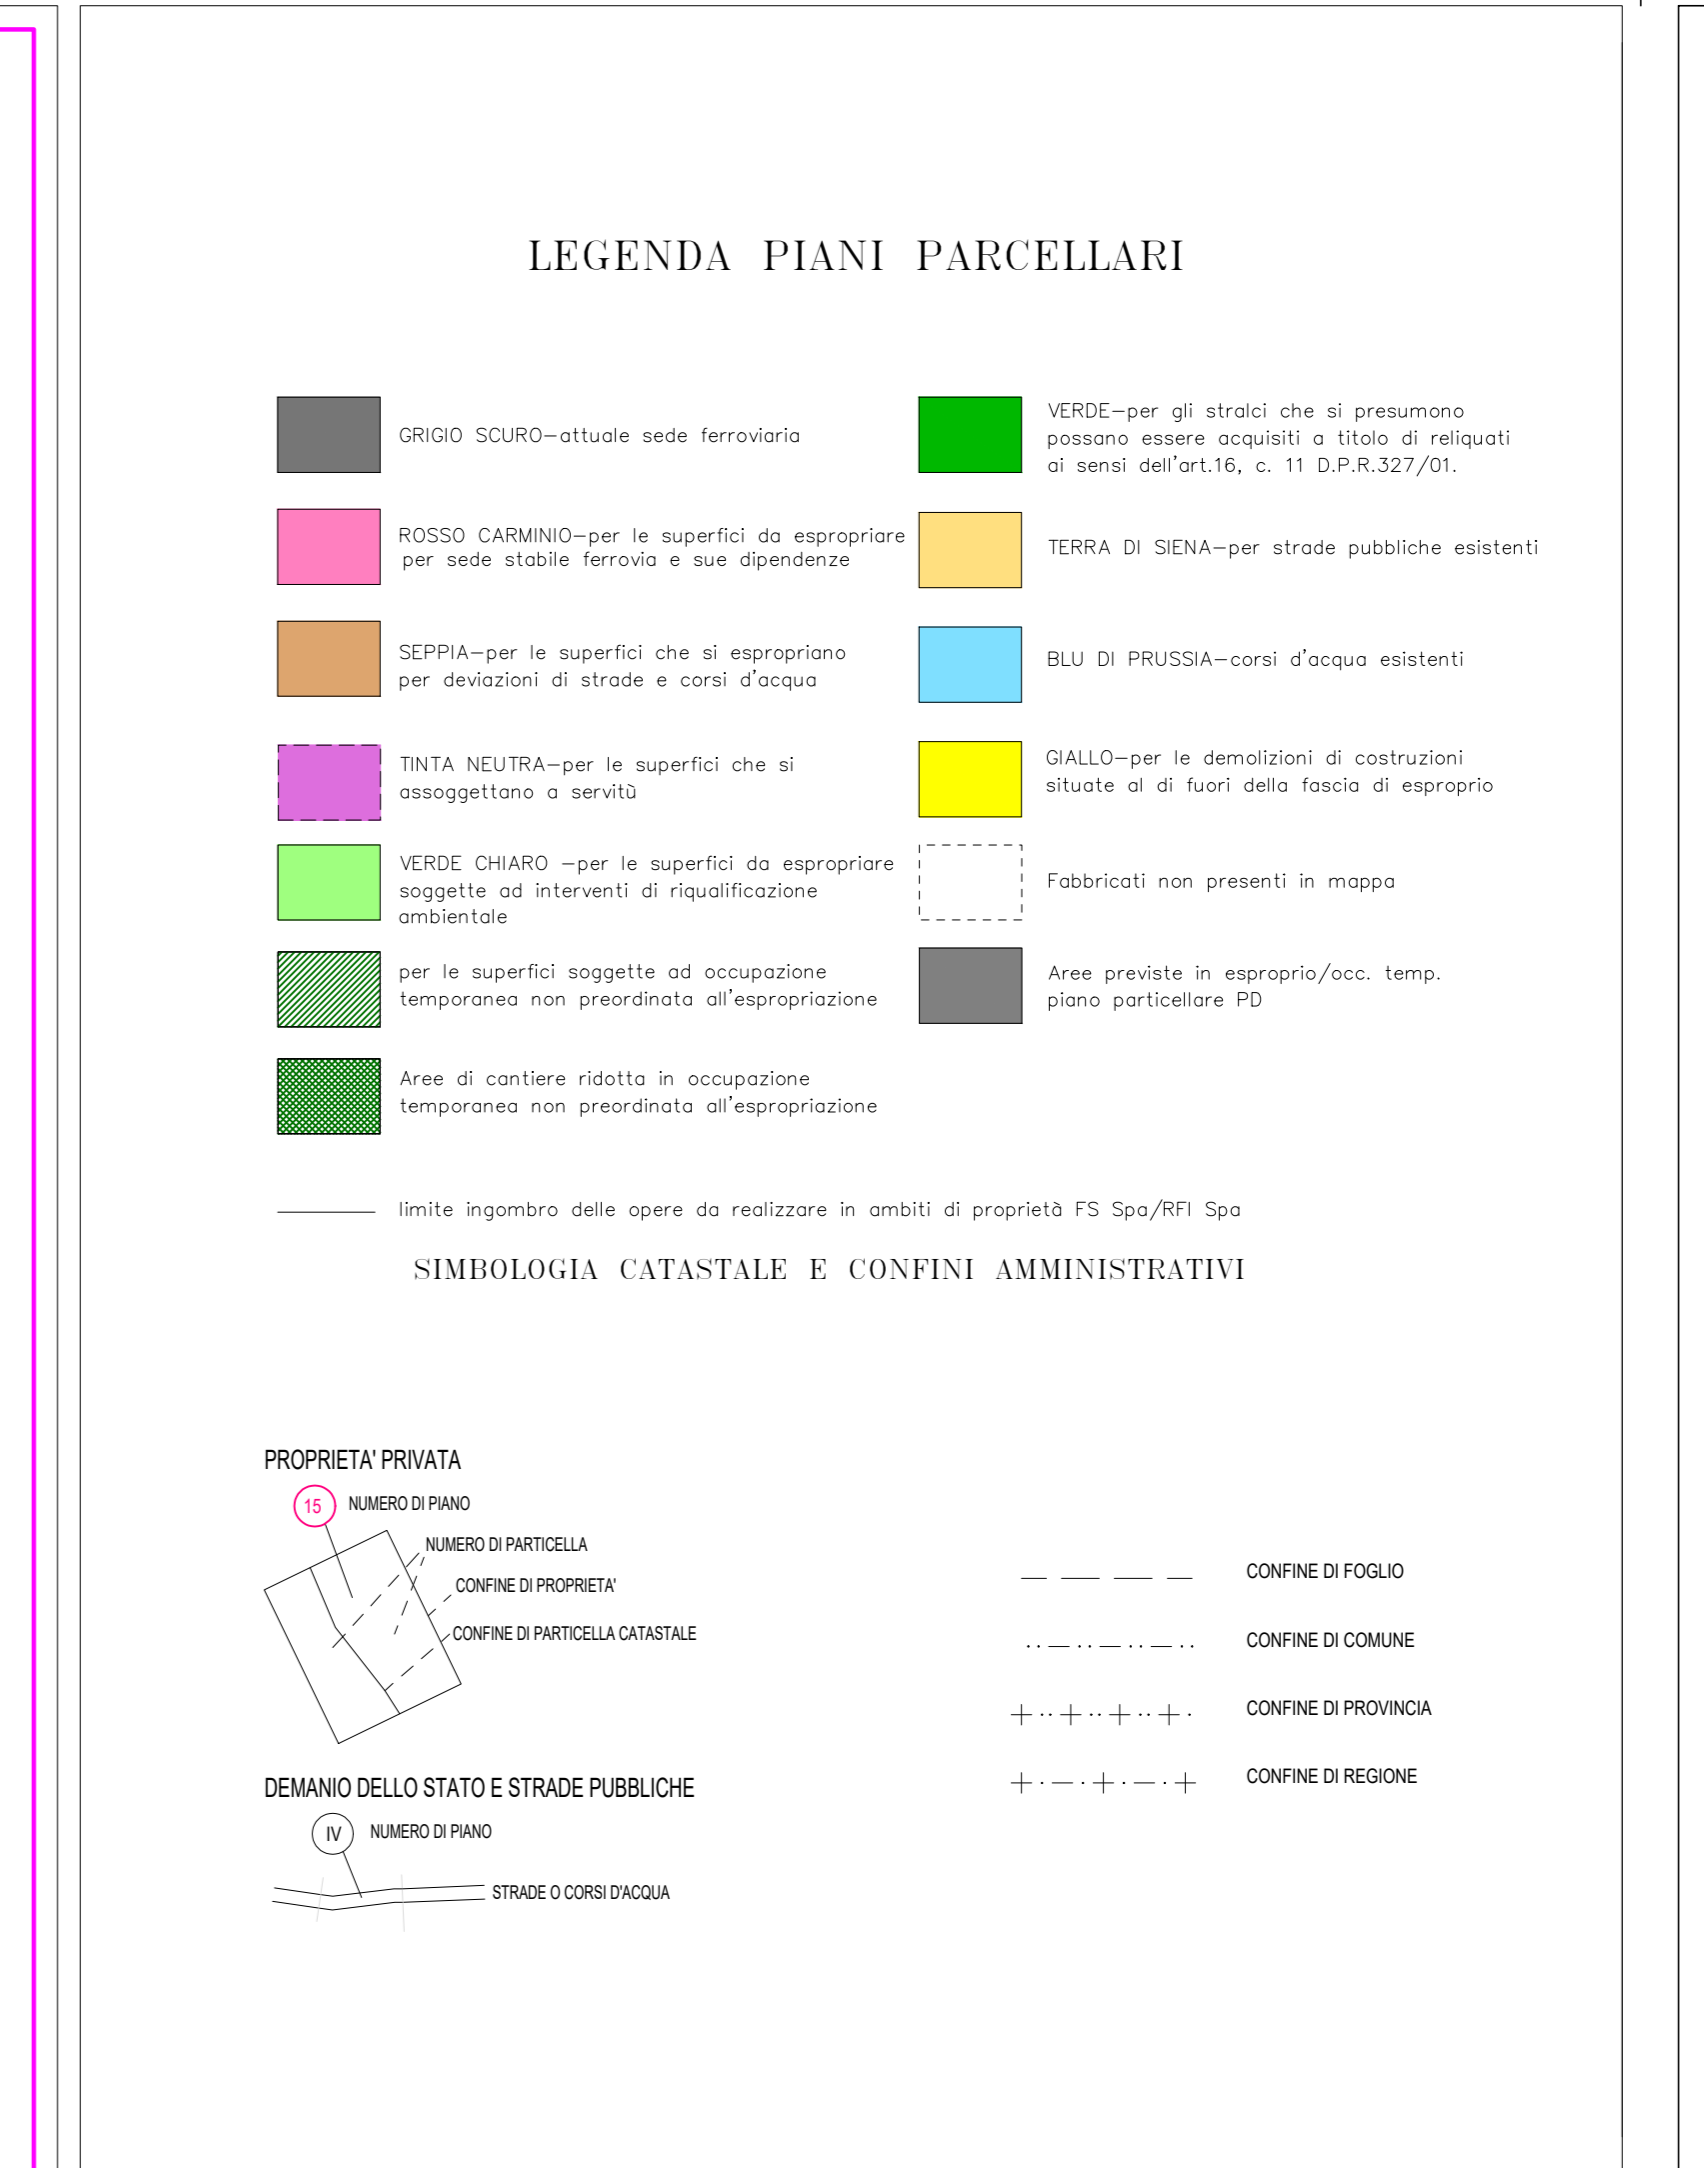 LEGENDA PIANI PARCELLARI
GRIGIO SCURO-attuale sede ferroviaria
ROSSO CARMINIO-per le superfici da espropriare
per sede stabile ferrovia e sue dipendenze
SEPPIA-per le superfici che si espropriano
per deviazioni di strade e corsi d'acqua
TINTA NEUTRA-per le superfici che si
assoggettano a servitù
VERDE CHIARO -per le superfici da espropriare
soggette ad interventi di riqualificazione
ambientale
per le superfici soggette ad occupazione
temporanea non preordinata all'espropriazione
Aree di cantiere ridotta in occupazione
temporanea non preordinata all'espropriazione
VERDE-per gli stralci che si presumono
possano essere acquisiti a titolo di reliquati
ai sensi dell'art.16, c. 11 D.P.R.327/01.
TERRA DI SIENA-per strade pubbliche esistenti
BLU DI PRUSSIA-corsi d'acqua esistenti
GIALLO-per le demolizioni di costruzioni
situate al di fuori della fascia di esproprio
Fabbricati non presenti in mappa
Aree previste in esproprio/occ. temp.
piano particellare PD
limite ingombro delle opere da realizzare in ambiti di proprietà FS Spa/RFI Spa
SIMBOLOGIA CATASTALE E CONFINI AMMINISTRATIVI
PROPRIETA' PRIVATA
15 NUMERO DI PIANO
NUMERO DI PARTICELLA
CONFINE DI PROPRIETA'
CONFINE DI PARTICELLA CATASTALE
DEMANIO DELLO STATO E STRADE PUBBLICHE
IV NUMERO DI PIANO
STRADE O CORSI D'ACQUA
CONFINE DI FOGLIO
CONFINE DI COMUNE
CONFINE DI PROVINCIA
CONFINE DI REGIONE